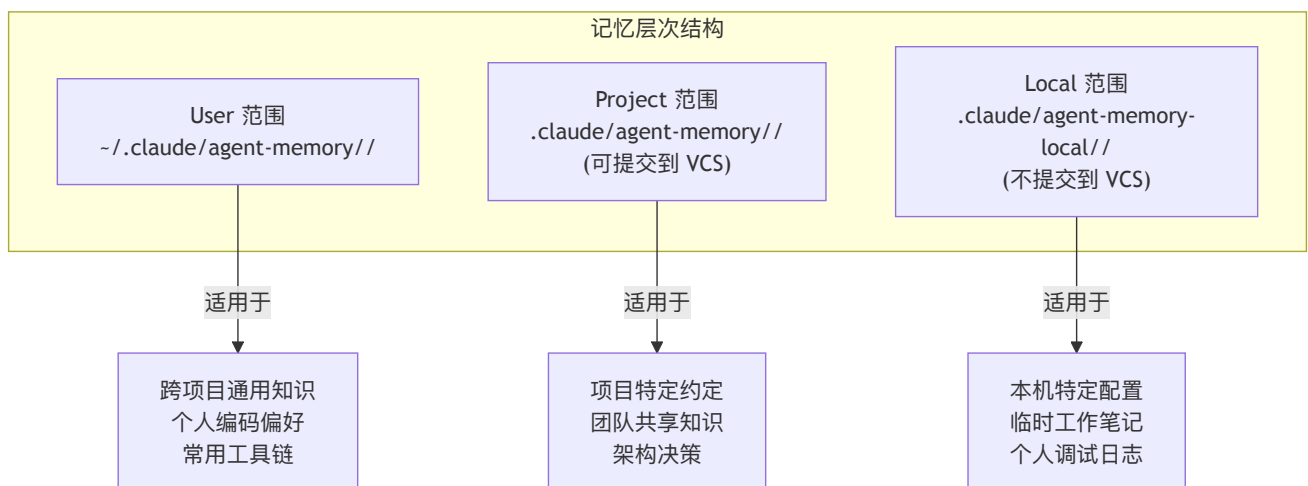 记忆层次结构
User 范围
~/.claude/agent-memory//
Project 范围
.claude/agent-memory//
(可提交到 VCS)
Local 范围
.claude/agent-memory-
local//
(不提交到 VCS)
适用于
适用于
适用于
跨项目通用知识
个人编码偏好
常用工具链
项目特定约定
团队共享知识
架构决策
本机特定配置
临时工作笔记
个人调试日志